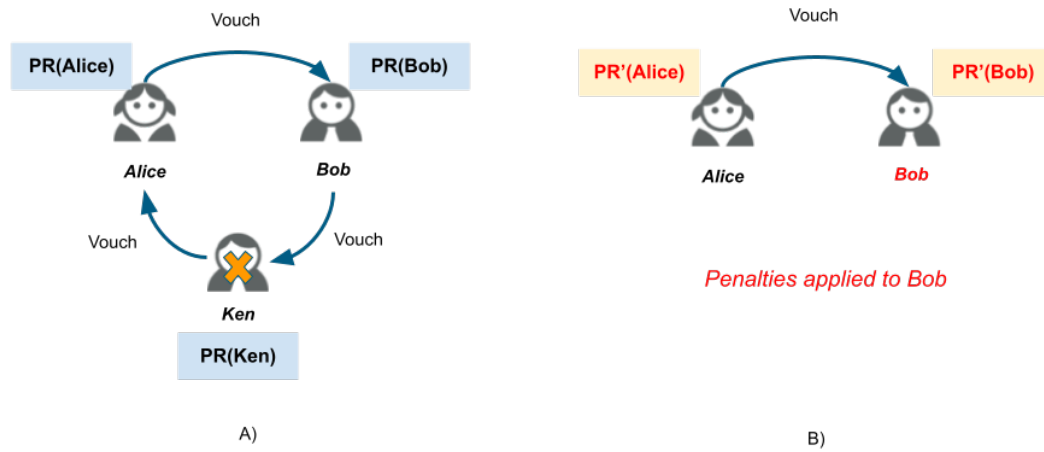 Vouch
PR(Alice)
PR(Bob)
Alice
Bob
Vouch
Vouch
Ken
PR(Ken)
A)
Vouch
PR’(Alice)
PR’(Bob)
Alice
Bob
Penalties applied to Bob
B)